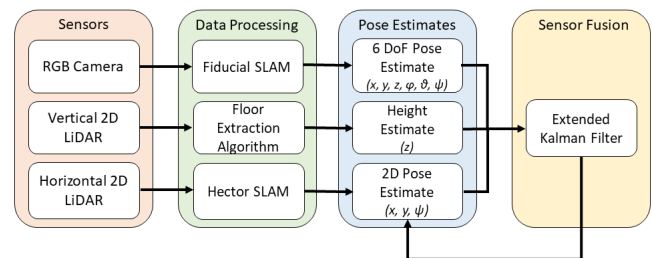 Sensors
RGB Camera
Vertical 2D
LiDAR
Horizontal 2D
LiDAR
Data Processing
Fiducial SLAM
Floor
Extraction
Algorithm
Hector SLAM
Pose Estimates
6 DoF Pose
Estimate
(x, y, z, φ, ϑ, ψ)
Height
Estimate
(z)
2D Pose
Estimate
(x, y, ψ)
Sensor Fusion
Extended
Kalman Filter